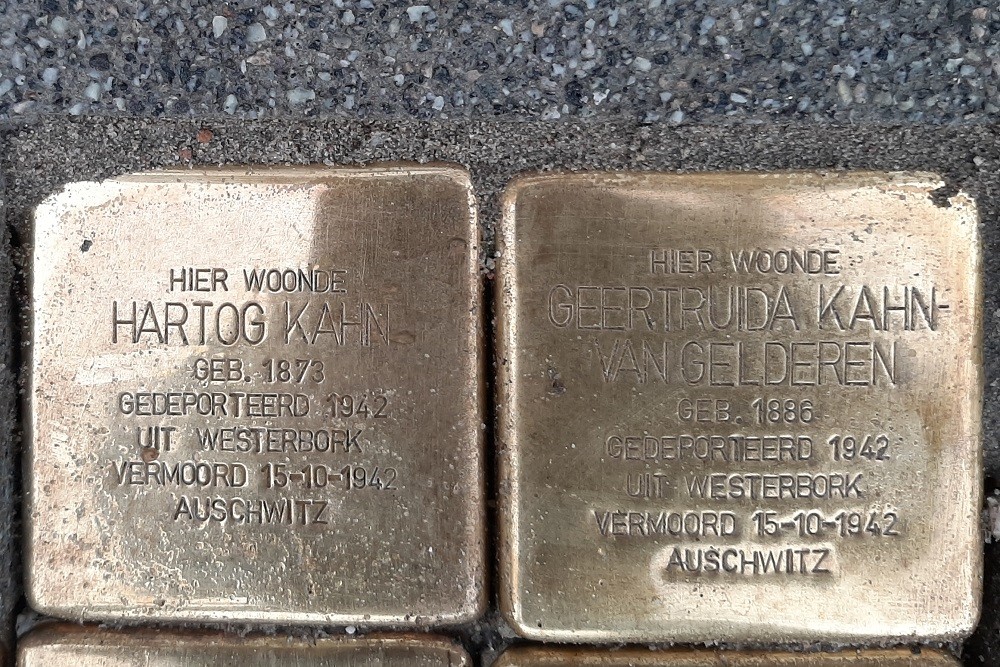 HIER WOONDE
HARTOG KAHN
GEB. 1873
GEDEPORTEERD 1942
UIT WESTERBORK
VERMOORD 15-10-1942
AUSCHWITZ
HIER WOONDE
GEERTRUIDA KAHN-
VAN GELDEREN
GEB. 1886
GEDEPORTEERD 1942
UIT WESTERBORK
VERMOORD 15-10-1942
AUSCHWITZ